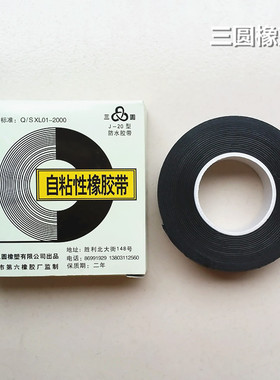 三圆橡
标准: Q/SXL01-2000
三圆
J-20型
防水胶带
自粘性橡胶带
圆橡塑有限公司出品
市第六橡胶厂监制
地址: 胜利北大街148号
电话: 86991929 13803112560
保质期: 二年